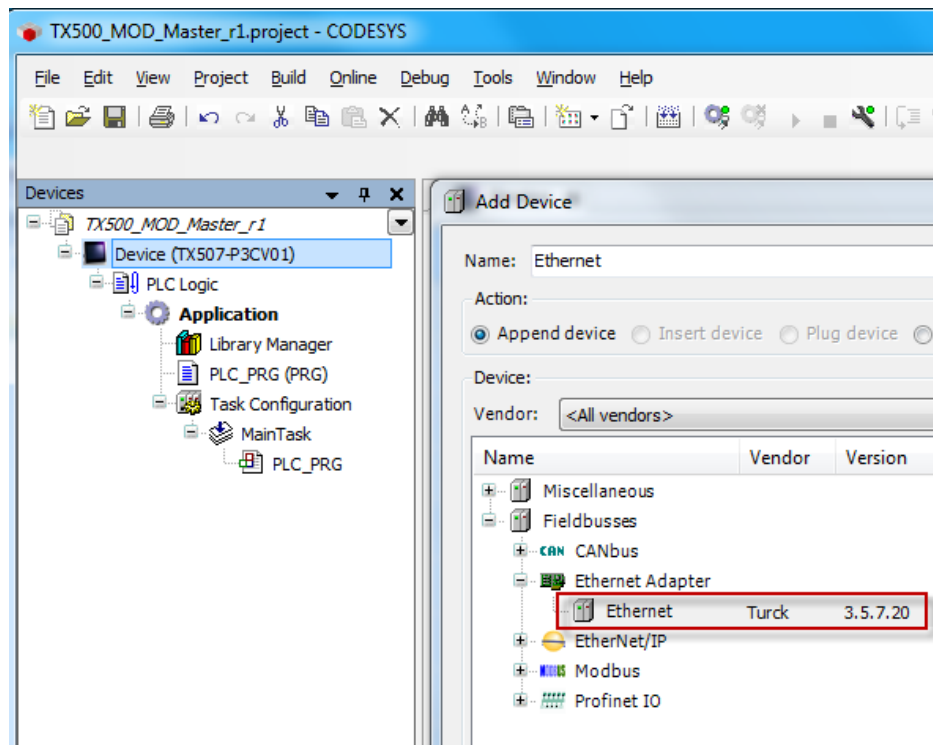 TX500_MOD_Master_r1.project - CODESYS
File Edit View Project Build Online Debug Tools Window Help
Devices
TX500_MOD_Master_r1
Device (TX507-P3CV01)
PLC Logic
Application
Library Manager
PLC_PRG (PRG)
Task Configuration
MainTask
PLC_PRG
Add Device
Name: Ethernet
Action:
Append device Insert device Plug device
Device:
Vendor: <All vendors>
Name Vendor Version
Miscellaneous
Fieldbusses
CAN CANbus
Ethernet Adapter
Ethernet Turck 3.5.7.20
EtherNet/IP
Modbus
Profinet IO